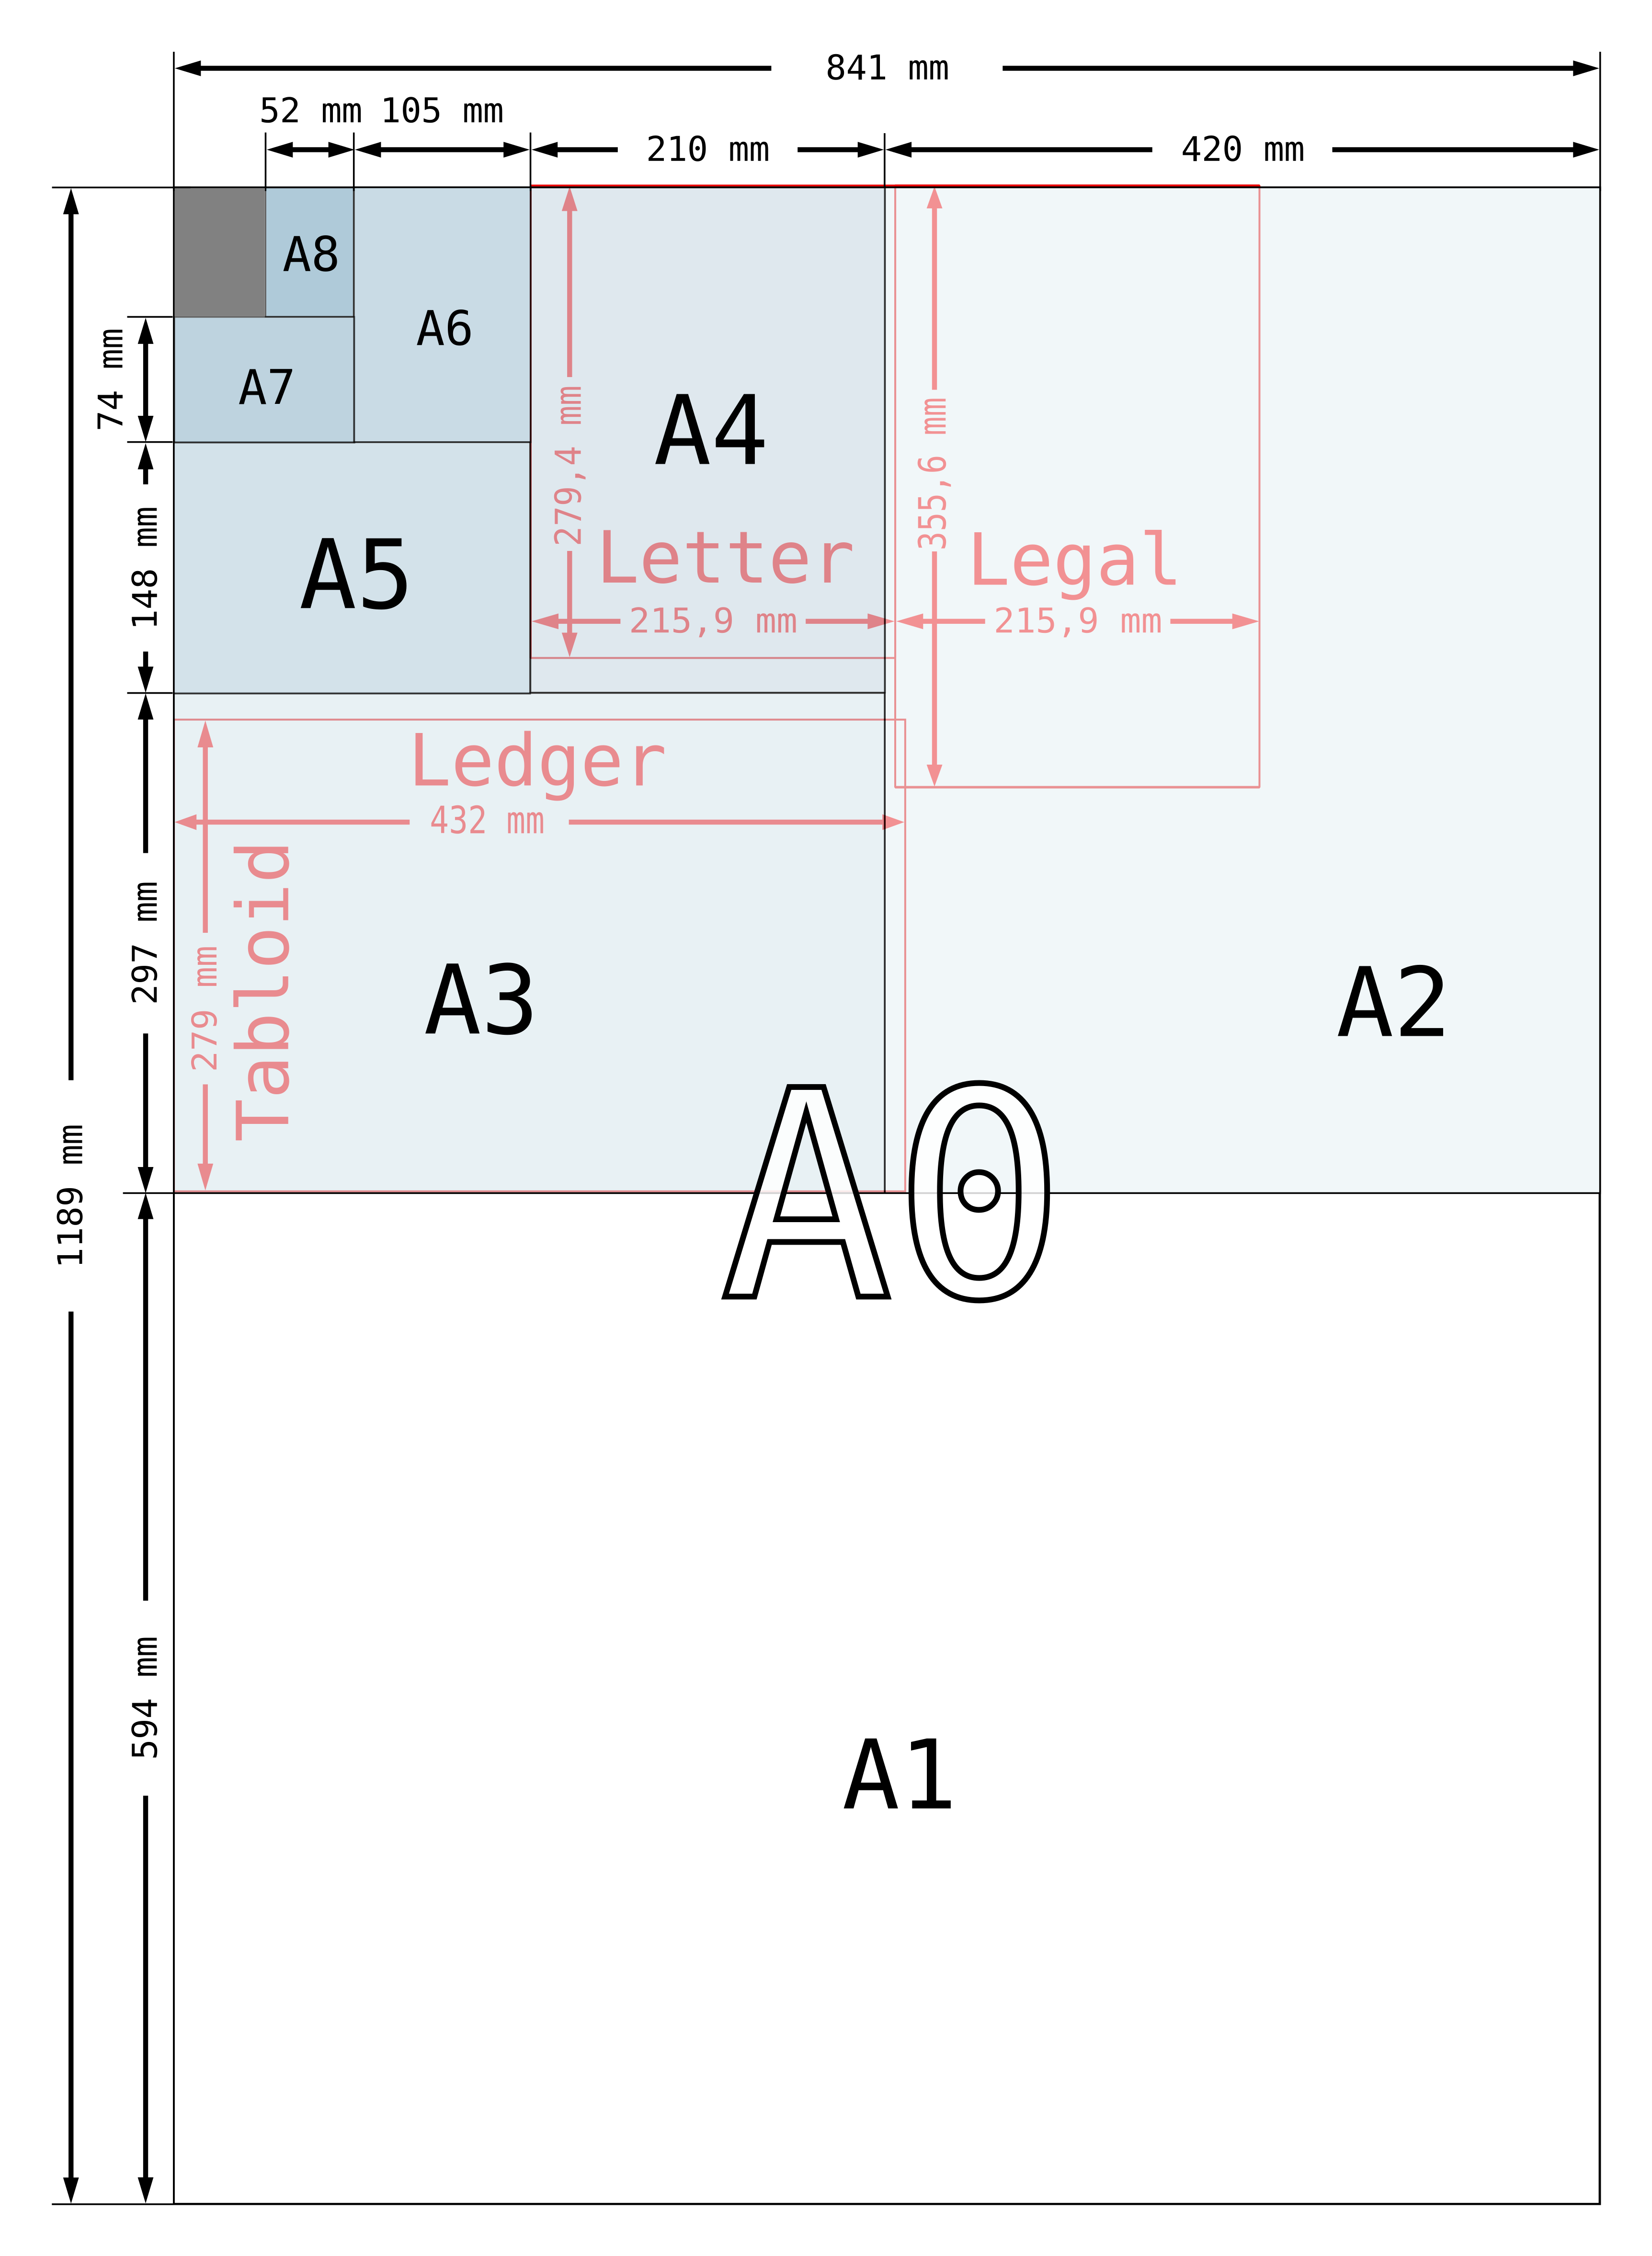 841 mm
52 mm 105 mm
210 mm
420 mm
A8
A6
74 mm
A7
A4
279,4 mm
355,6 mm
148 mm
A5
Letter
Legal
215,9 mm
215,9 mm
Ledger
432 mm
297 mm
279 mm
Tabloid
A3
A2
1189 mm
A0
594 mm
A1